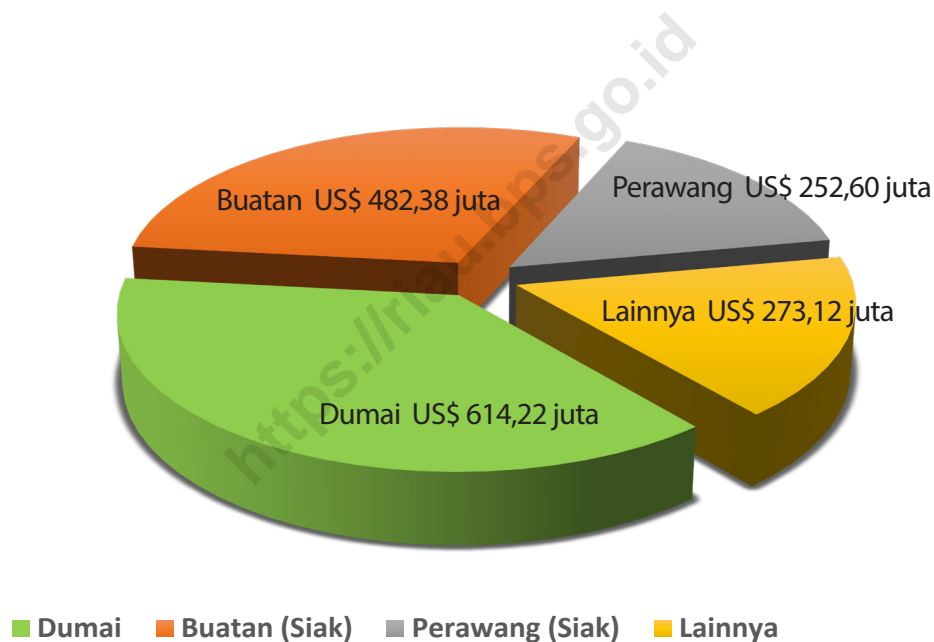 Buatan US$ 482,38 juta
Perawang US$ 252,60 juta
Lainnya US$ 273,12 juta
Dumai US$ 614,22 juta
https://riau.bps.go.id
Dumai Buatan (Siak) Perawang (Siak) Lainnya